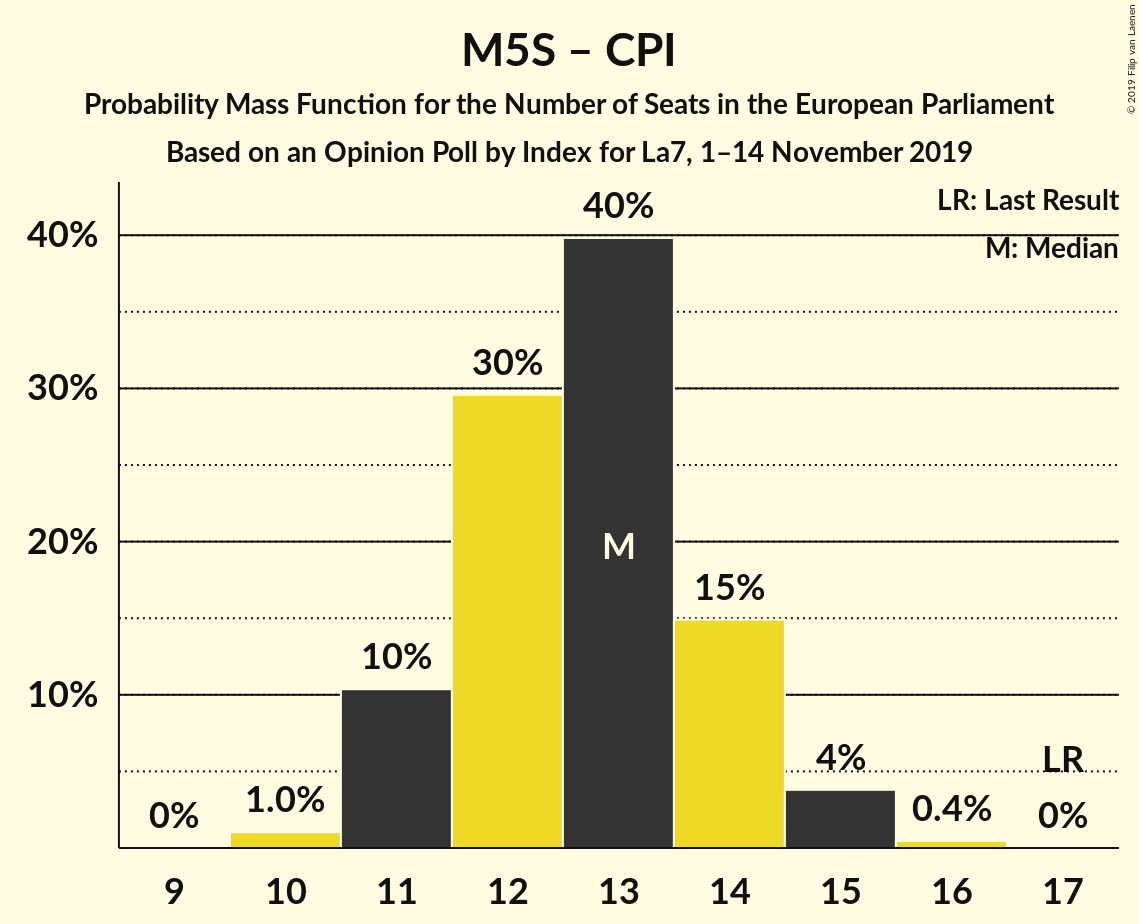 M5S – CPI
Probability Mass Function for the Number of Seats in the European Parliament
Based on an Opinion Poll by Index for La7, 1–14 November 2019
© 2019 Filip van Laenen
LR: Last Result
M: Median
40%
30%
20%
10%
0%
1.0%
10%
30%
40%
M
15%
4%
0.4%
LR
0%
9 10 11 12 13 14 15 16 17